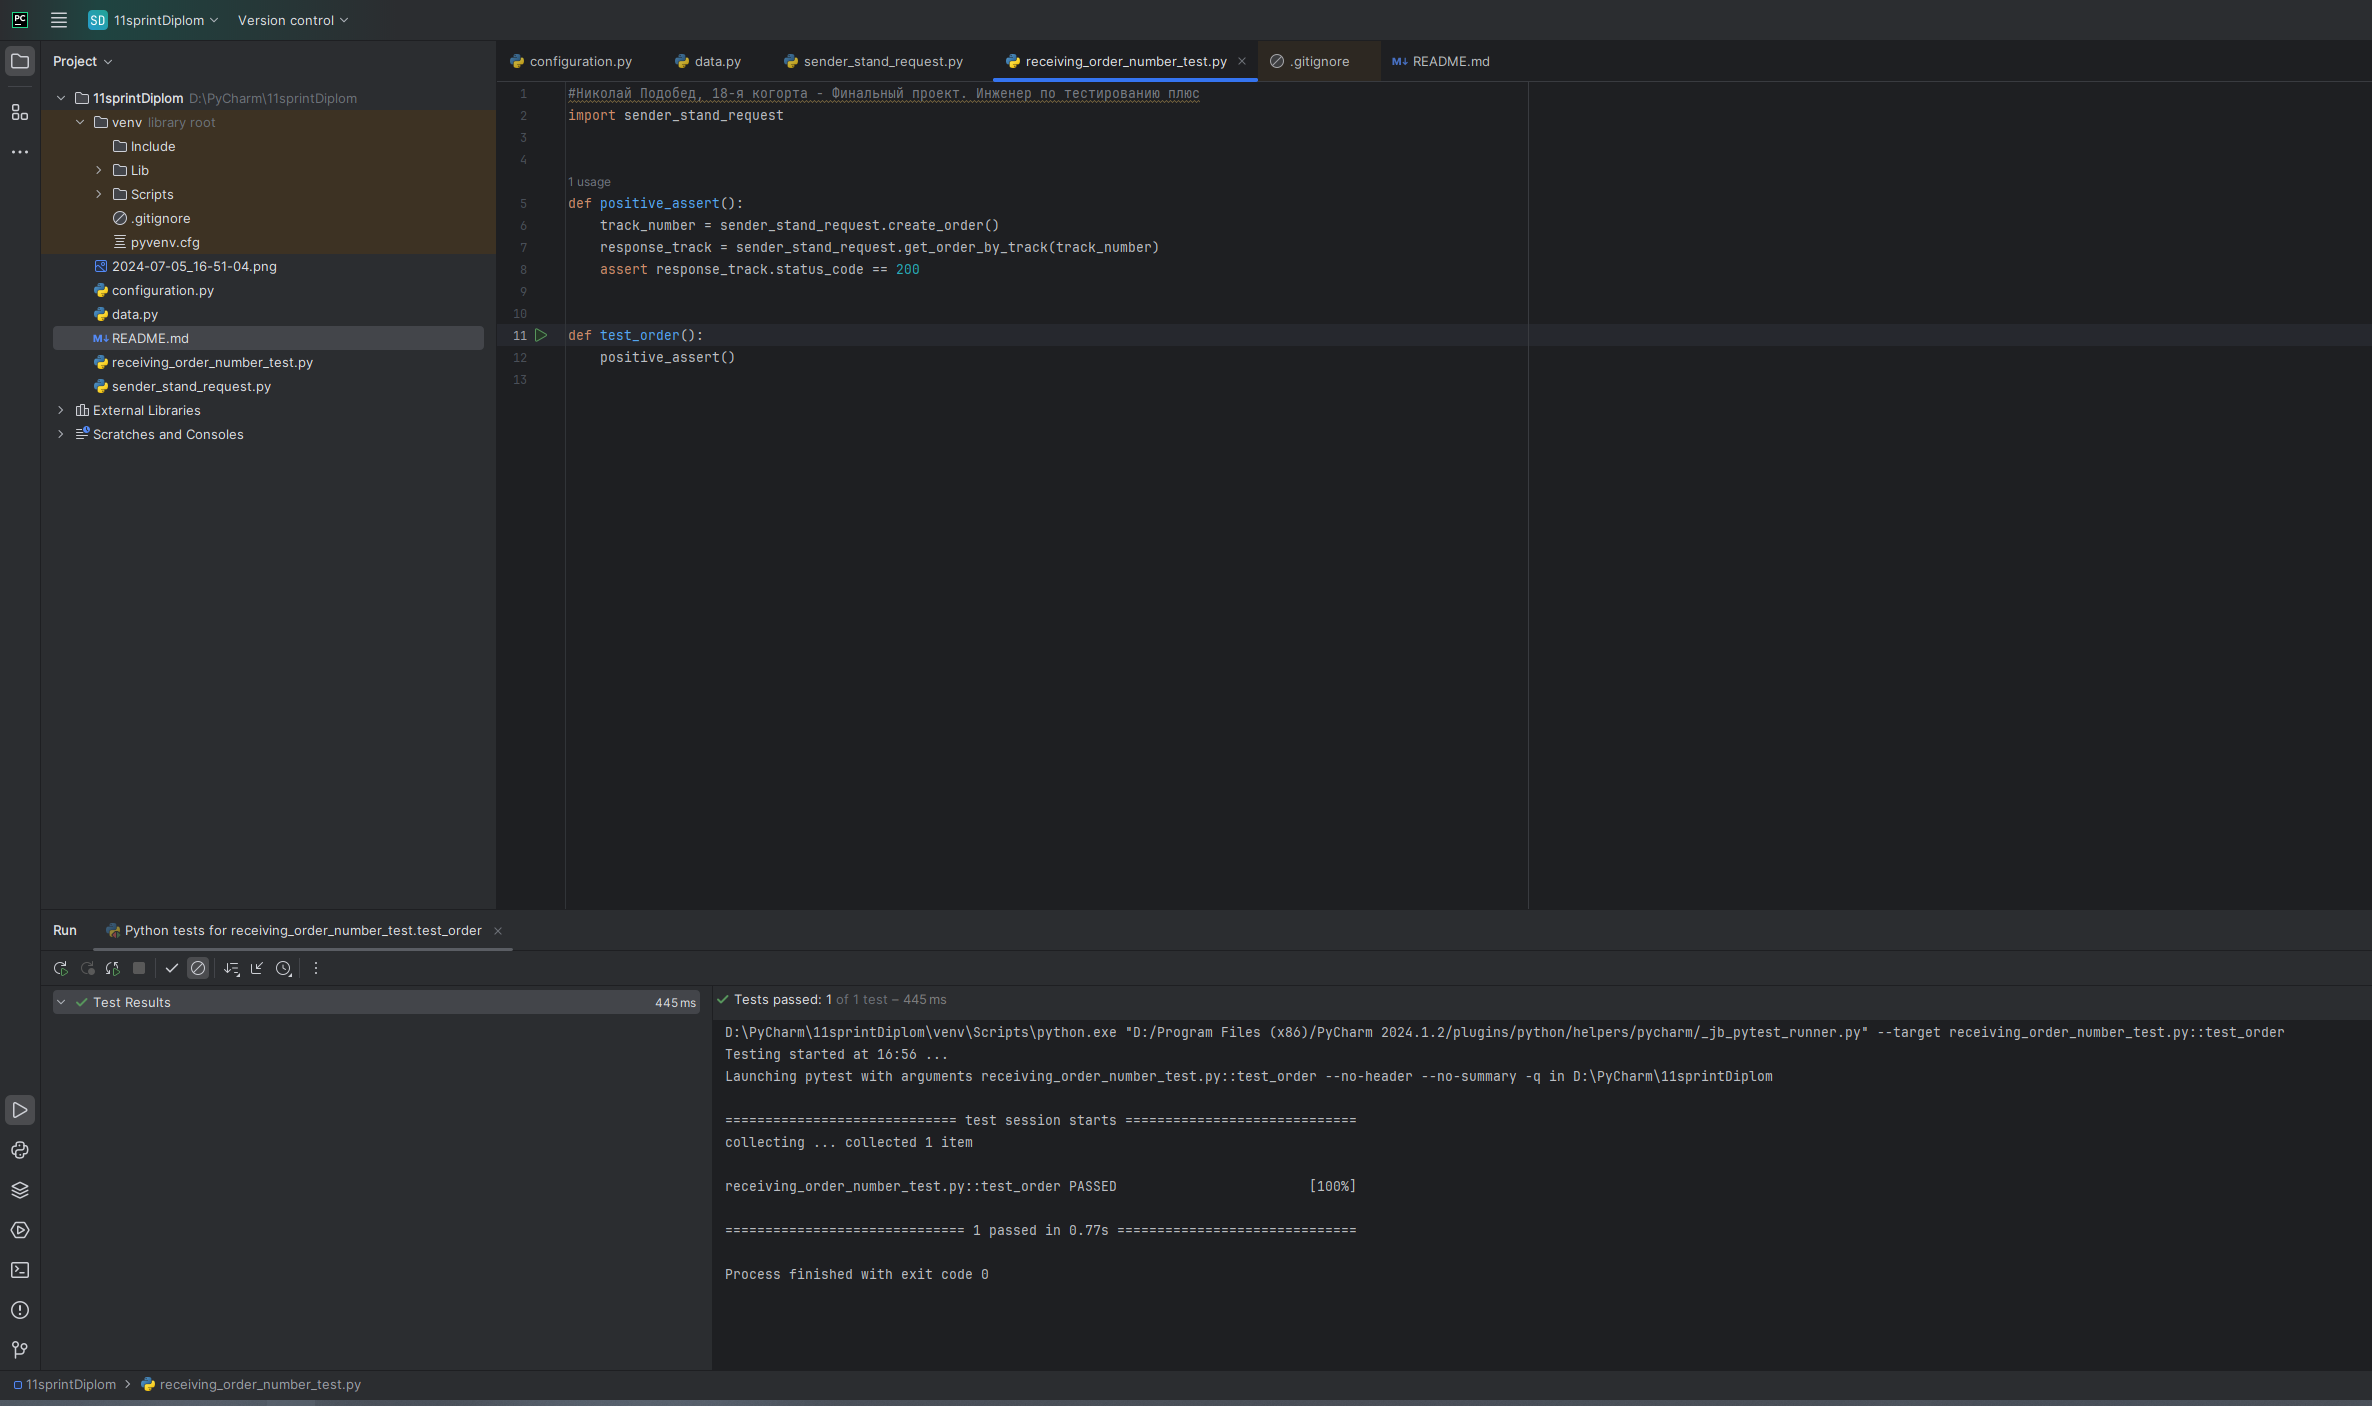 PC
SD 11sprintDiplom Version control
Project
configuration.py data.py sender_stand_request.py receiving_order_number_test.py .gitignore M↓ README.md
11sprintDiplom D:\PyCharm\11sprintDiplom
venv library root
Include
Lib
Scripts
.gitignore
pyvenv.cfg
2024-07-05_16-51-04.png
configuration.py
data.py
M↓ README.md
receiving_order_number_test.py
sender_stand_request.py
External Libraries
Scratches and Consoles
1 #Николай Подобед, 18-я когорта - Финальный проект. Инженер по тестированию плюс
2 import sender_stand_request
3
4
1 usage
5 def positive_assert():
6 track_number = sender_stand_request.create_order()
7 response_track = sender_stand_request.get_order_by_track(track_number)
8 assert response_track.status_code == 200
9
10
11 def test_order():
12 positive_assert()
13
Run Python tests for receiving_order_number_test.test_order
Test Results 445 ms
Tests passed: 1 of 1 test – 445 ms
D:\PyCharm\11sprintDiplom\venv\Scripts\python.exe "D:/Program Files (x86)/PyCharm 2024.1.2/plugins/python/helpers/pycharm/_jb_pytest_runner.py" --target receiving_order_number_test.py::test_order
Testing started at 16:56 ...
Launching pytest with arguments receiving_order_number_test.py::test_order --no-header --no-summary -q in D:\PyCharm\11sprintDiplom
============================= test session starts =============================
collecting ... collected 1 item
receiving_order_number_test.py::test_order PASSED [100%]
============================== 1 passed in 0.77s ==============================
Process finished with exit code 0
11sprintDiplom receiving_order_number_test.py